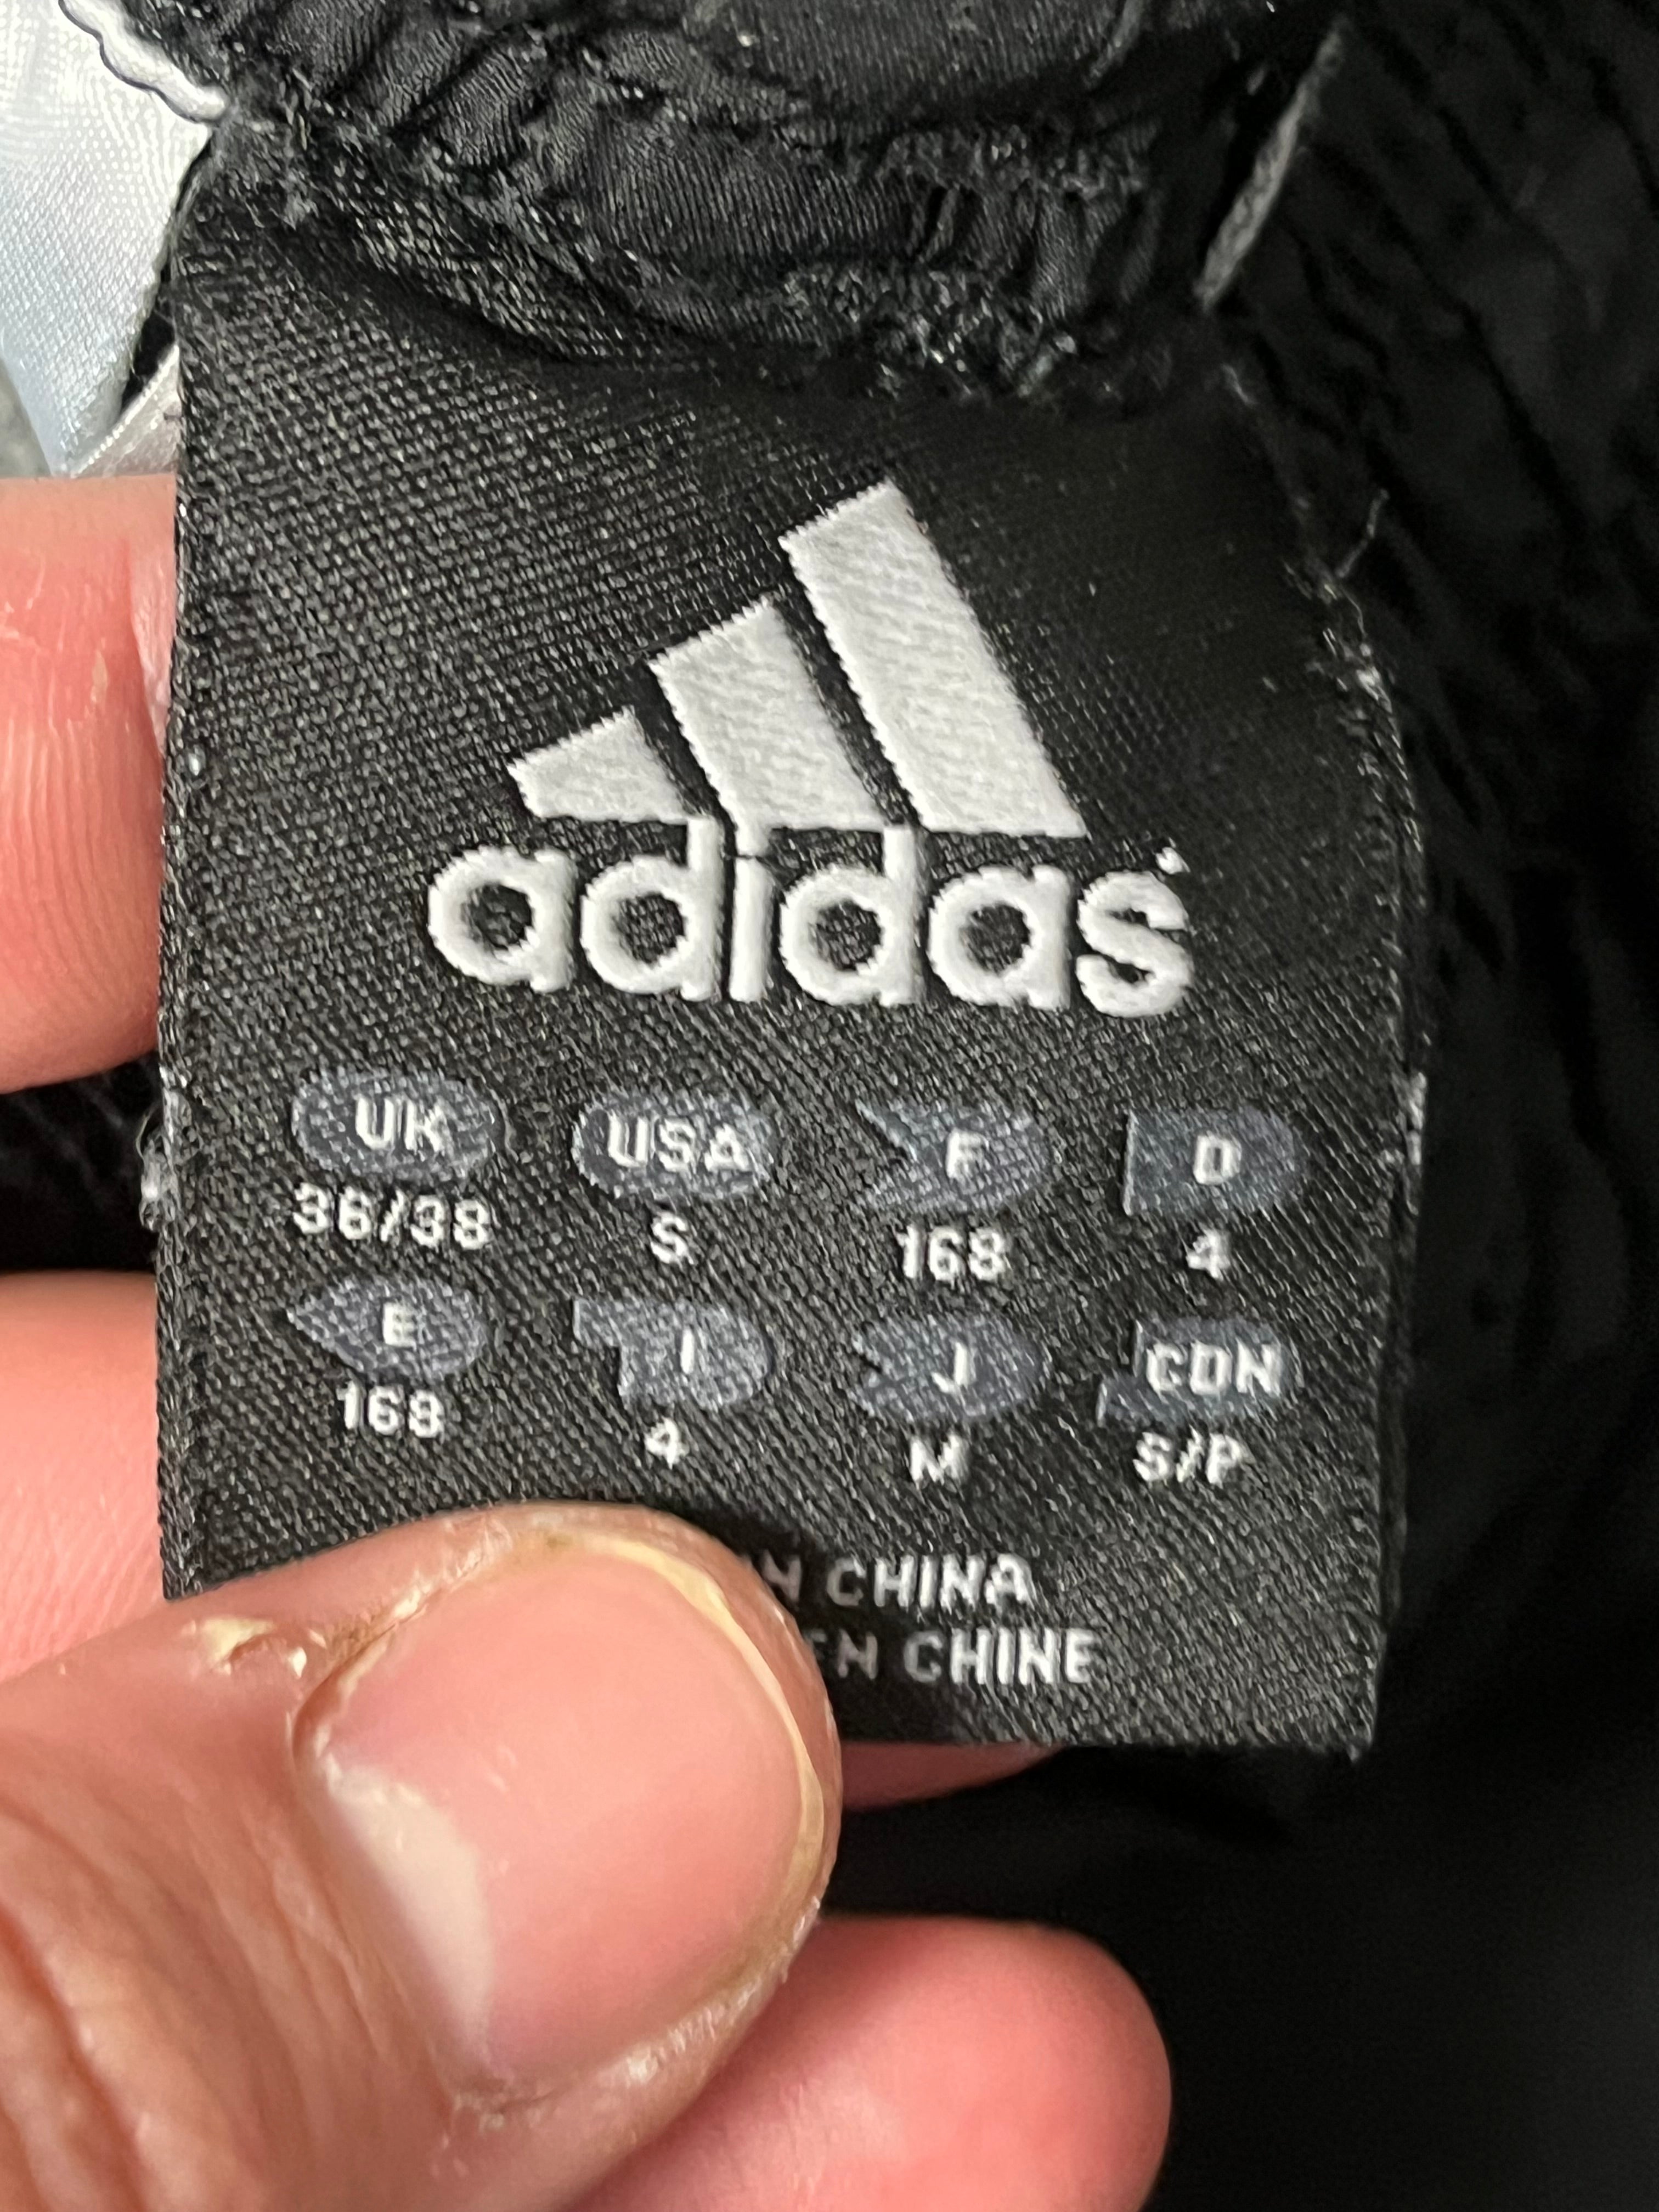 adidas
UK USA F D
36/38 S 168 4
E I J CDN
168 4 M S/P
CHINA
EN CHINE